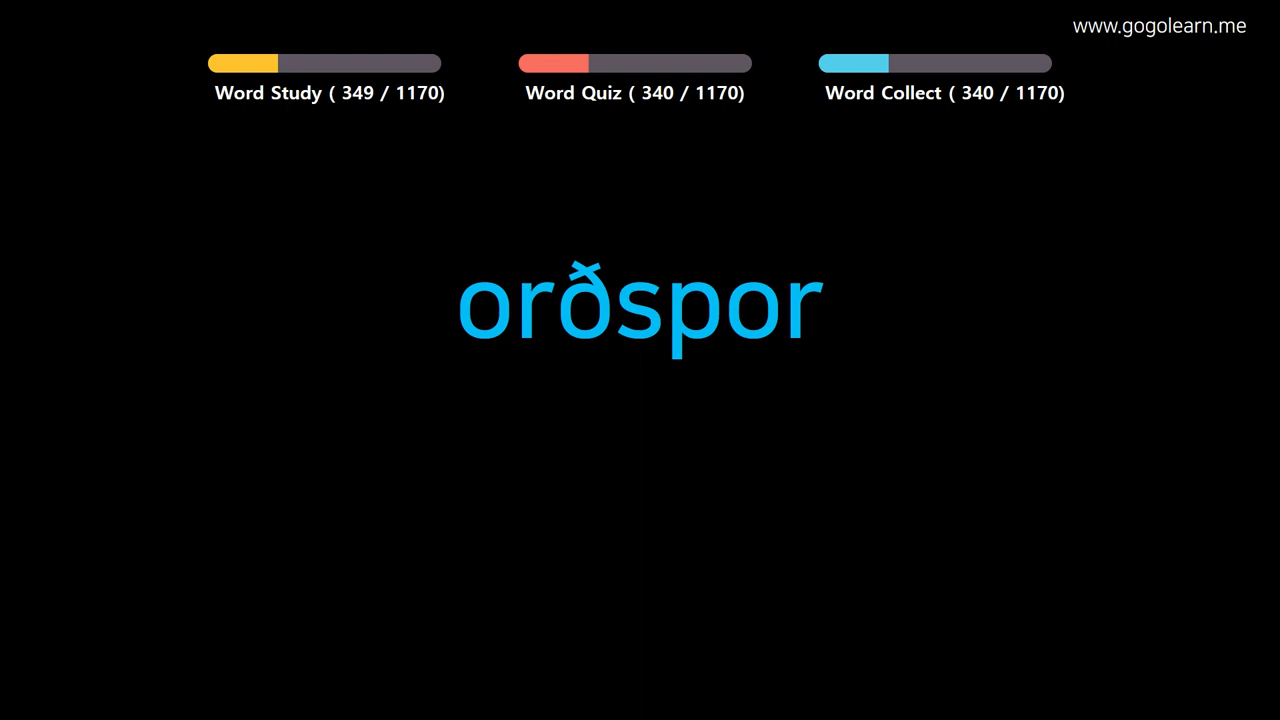 www.gogolearn.me
Word Study ( 349 / 1170)
Word Quiz ( 340 / 1170)
Word Collect ( 340 / 1170)
orðspor